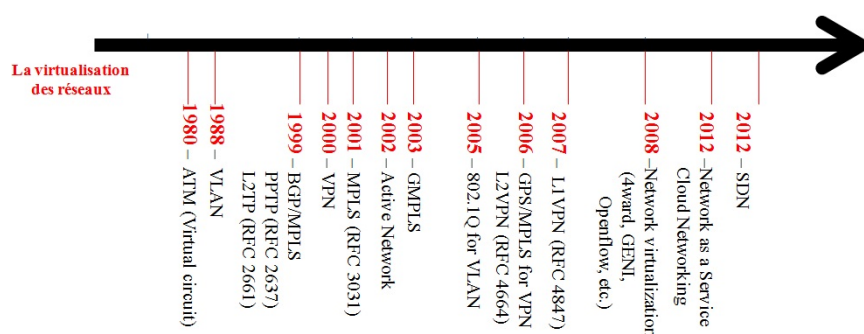 La virtualisation
des réseaux
1980 – ATM (Virtual circuit)
1988 – VLAN
1999 – BGP/MPLS
PPTP (RFC 2637)
L2TP (RFC 2661)
2000 – VPN
2001 – MPLS (RFC 3031)
2002 – Active Network
2003 – GMPLS
2005 – 802.1Q for VLAN
2006 – GPS/MPLS for VPN
L2VPN (RFC 4664)
2007 – L1VPN (RFC 4847)
2008 –Network virtualization
(4ward, GENI,
Openflow, etc.)
2012 – Network as a Service
Cloud Networking
2012 – SDN